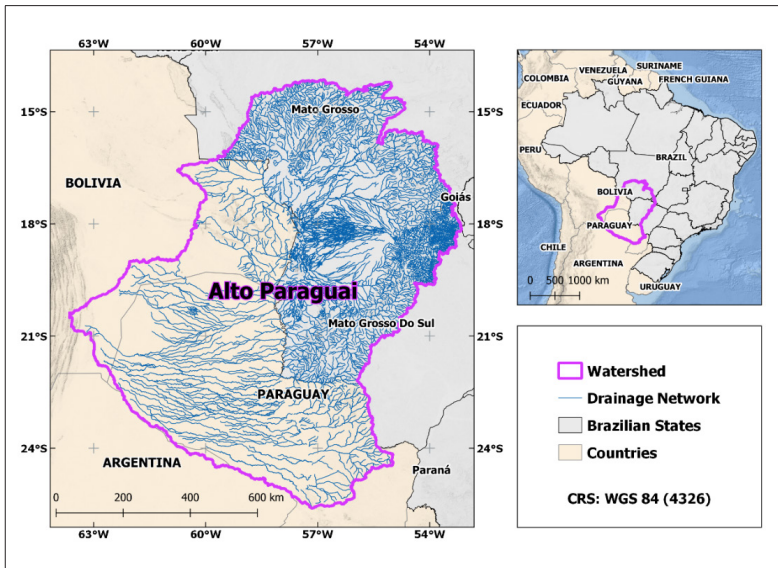 63°W 60°W 57°W 54°W
15°S 15°S
Mato Grosso
BOLIVIA
Goiás
18°S 18°S
Alto Paraguai
21°S 21°S
Mato Grosso Do Sul
PARAGUAY
24°S 24°S
ARGENTINA
Paraná
0 200 400 600 km
63°W 60°W 57°W 54°W
VENEZUELA
SURINAME
COLOMBIA
GUYANA
FRENCH GUIANA
ECUADOR
PERU
BRAZIL
BOLIVIA
PARAGUAY
CHILE
ARGENTINA
0 500 1000 km
URUGUAY
Watershed
Drainage Network
Brazilian States
Countries
CRS: WGS 84 (4326)